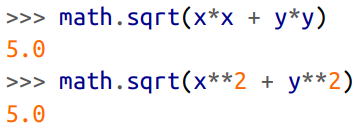 >>> math.sqrt(x*x + y*y)
5.0
>>> math.sqrt(x**2 + y**2)
5.0